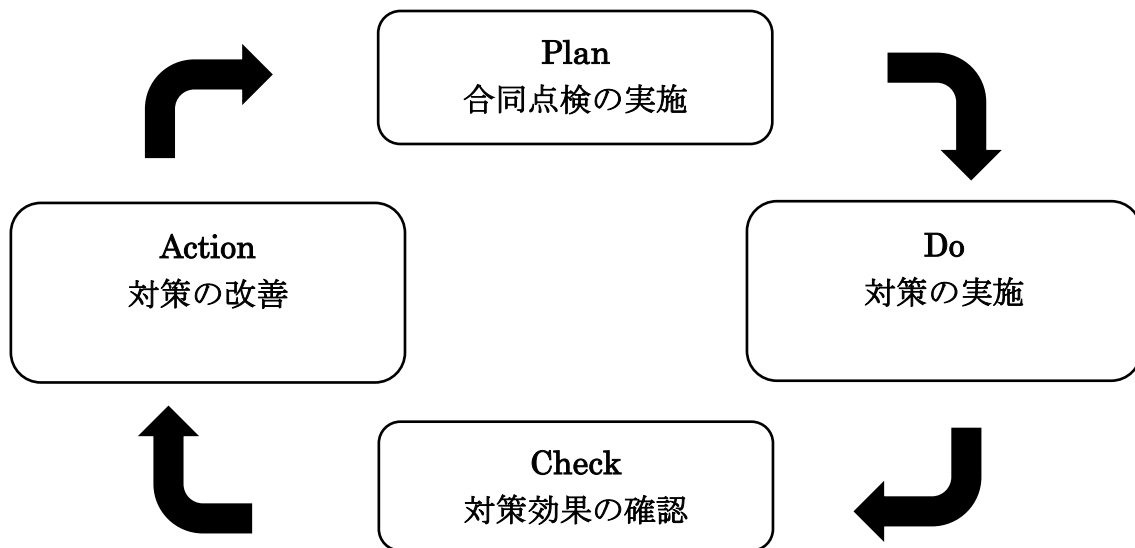 Plan
合同点検の実施
Action
対策の改善
Do
対策の実施
Check
対策効果の確認